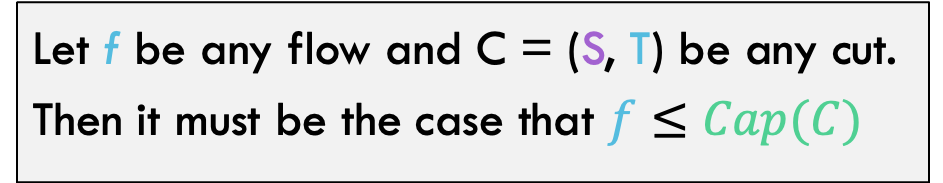 Let f be any flow and C = (S, T) be any cut.
Then it must be the case that f ≤ Cap(C)